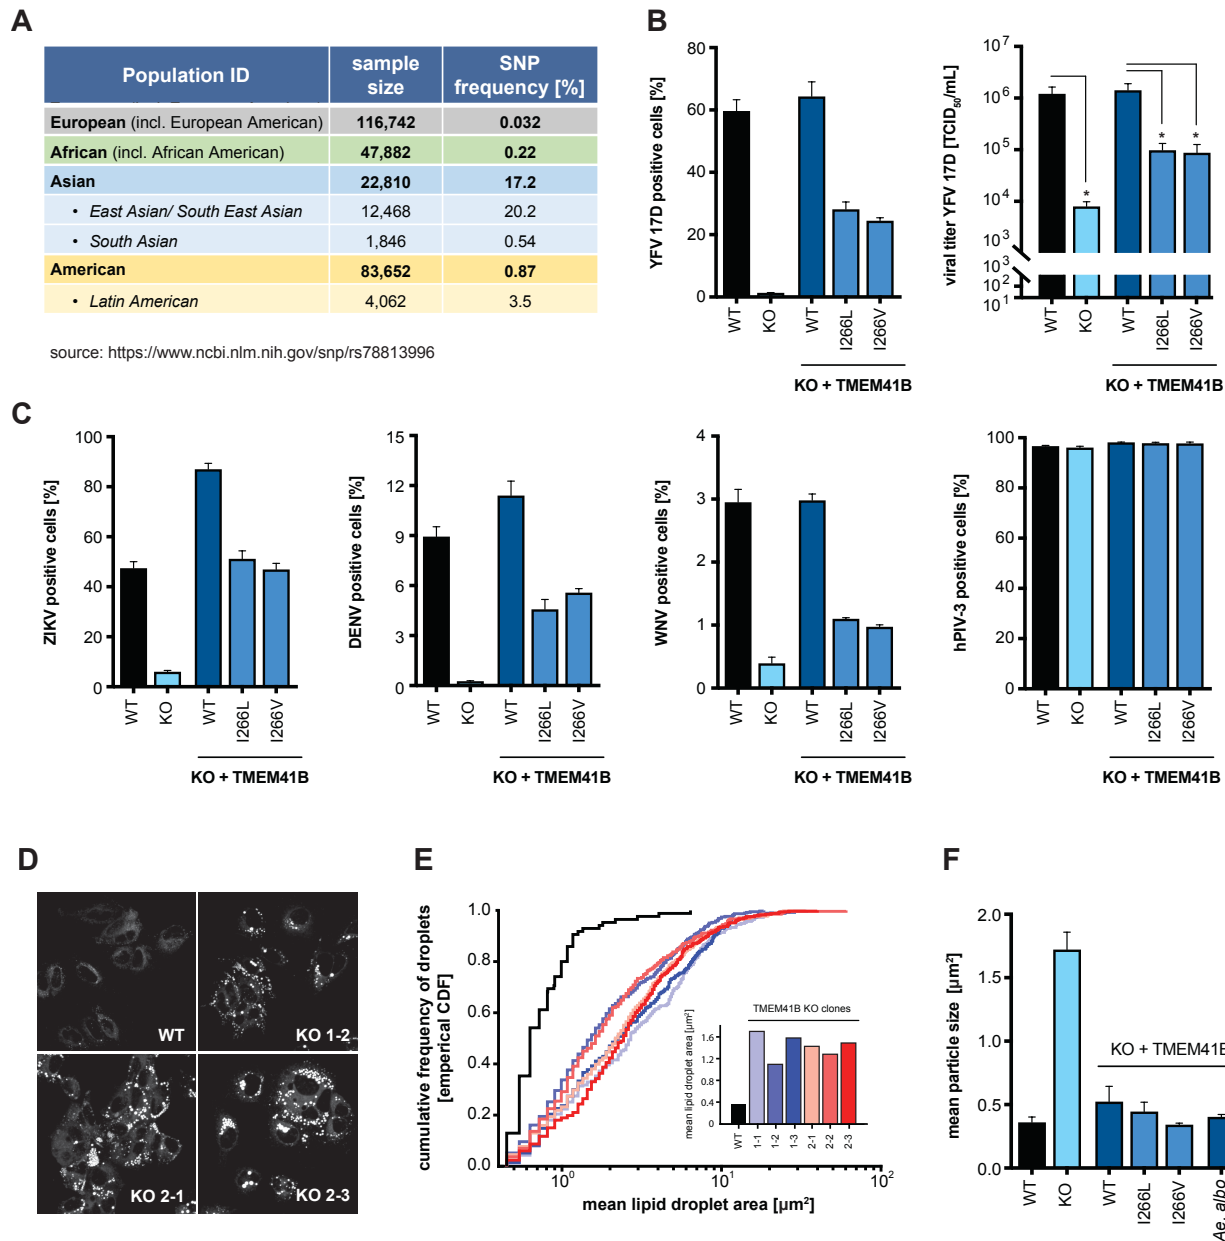 A
Population ID
sample size
SNP frequency [%]
European (incl. European American) 116,742 0.032
African (incl. African American) 47,882 0.22
Asian 22,810 17.2
• East Asian/ South East Asian 12,468 20.2
• South Asian 1,846 0.54
American 83,652 0.87
• Latin American 4,062 3.5
source: https://www.ncbi.nlm.nih.gov/snp/rs78813996
B
YFV 17D positive cells [%]
80
60
40
20
0
WT
KO
WT
I266L
I266V
KO + TMEM41B
viral titer YFV 17D [TCID50/mL]
10^7
10^6
10^5
10^4
10^3
10^3
10^2
10^1
*
*
*
WT
KO
WT
I266L
I266V
KO + TMEM41B
C
ZIKV positive cells [%]
100
80
60
40
20
0
WT
KO
WT
I266L
I266V
KO + TMEM41B
DENV positive cells [%]
15
12
9
6
3
0
WT
KO
WT
I266L
I266V
KO + TMEM41B
WNV positive cells [%]
4
3
2
1
0
WT
KO
WT
I266L
I266V
KO + TMEM41B
hPIV-3 positive cells [%]
100
80
60
40
20
0
WT
KO
WT
I266L
I266V
KO + TMEM41B
D
WT
KO 1-2
KO 2-1
KO 2-3
E
cumulative frequency of droplets
[emperical CDF]
1.0
0.8
0.6
0.4
0.2
0.0
10^0
10^1
10^2
mean lipid droplet area [µm²]
TMEM41B KO clones
mean lipid droplet area [µm²]
1.6
1.2
0.8
0.4
0
WT
1-1
1-2
1-3
2-1
2-2
2-3
F
mean particle size [µm²]
2.0
1.5
1.0
0.5
0.0
KO + TMEM41B
WT
KO
WT
I266L
I266V
Ae. albo